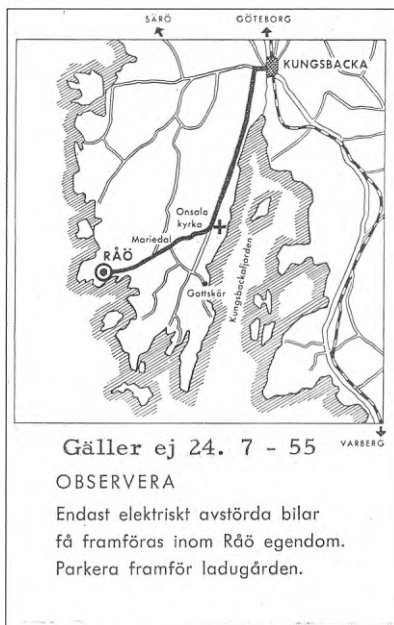 SÄRÖ
GÖTEBORG
KUNGSBACKA
Onsala
kyrka
Mariedal
RÅÖ
Gottskär
Kungsbackafjorden
VARBERG
Gäller ej 24. 7 - 55
OBSERVERA
Endast elektriskt avstörda bilar
få framföras inom Råö egendom.
Parkera framför ladugården.